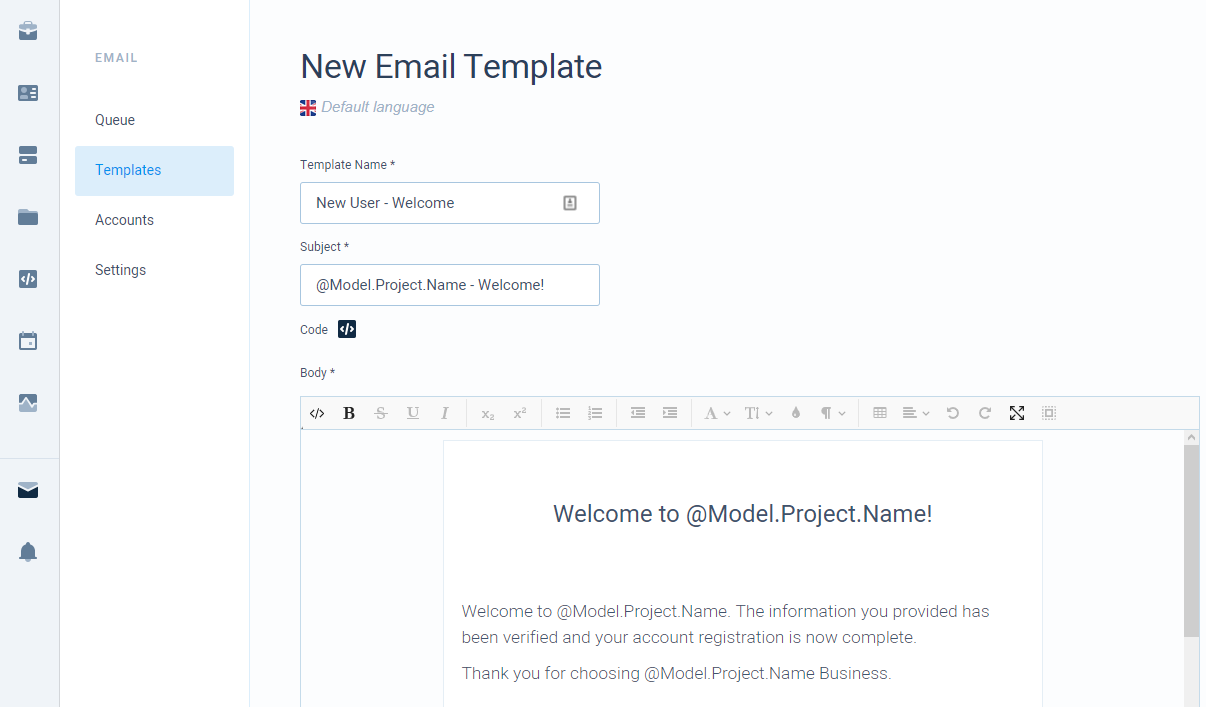 EMAIL
Queue
Templates
Accounts
Settings
New Email Template
Default language
Template Name *
New User - Welcome
Subject *
@Model.Project.Name - Welcome!
Code
Body *
Welcome to @Model.Project.Name!
Welcome to @Model.Project.Name. The information you provided has
been verified and your account registration is now complete.
Thank you for choosing @Model.Project.Name Business.